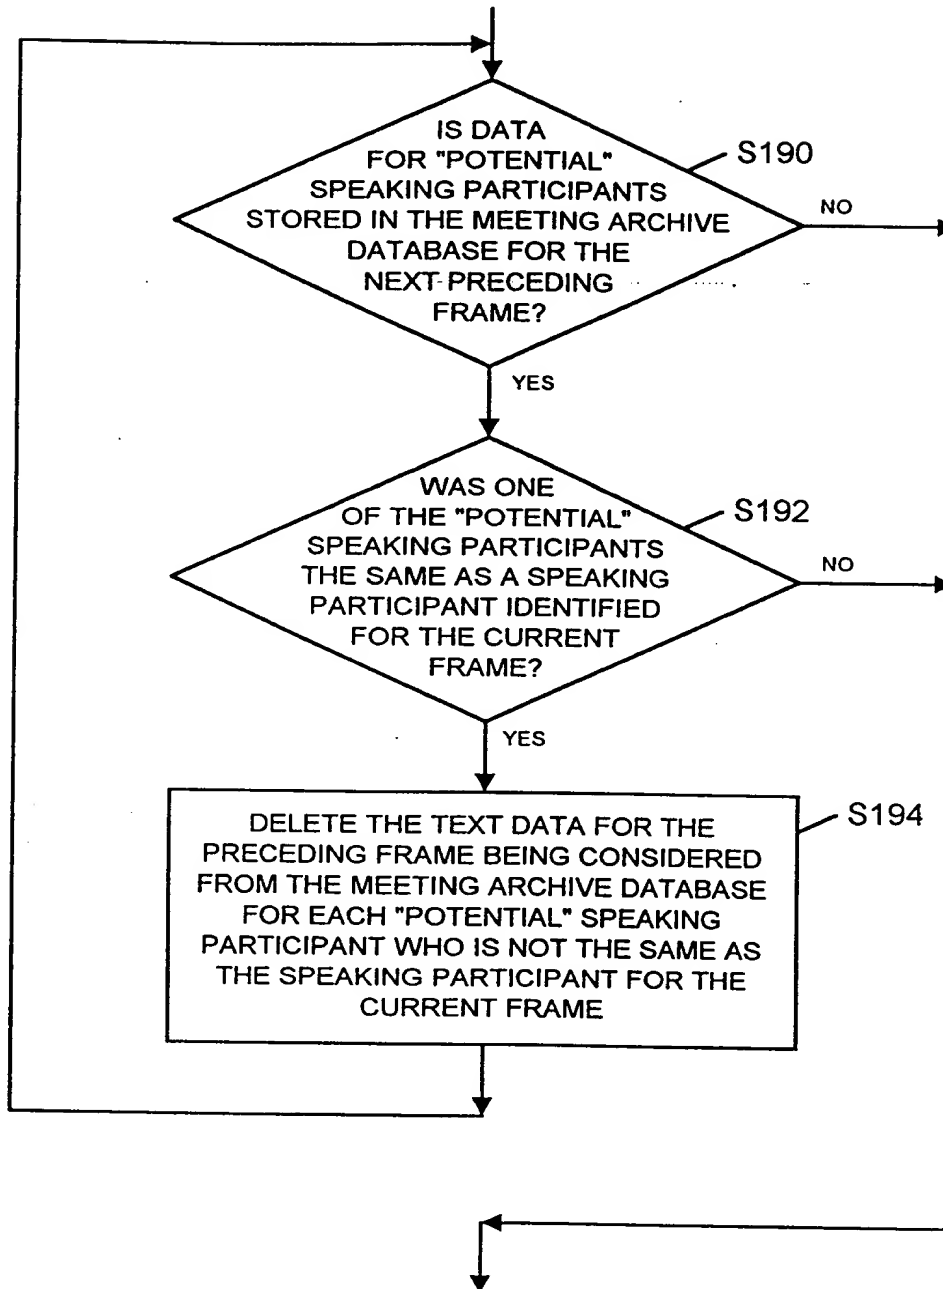 IS DATA
FOR "POTENTIAL"
SPEAKING PARTICIPANTS
STORED IN THE MEETING ARCHIVE
DATABASE FOR THE
NEXT PRECEDING
FRAME?
S190
NO
YES
WAS ONE
OF THE "POTENTIAL"
SPEAKING PARTICIPANTS
THE SAME AS A SPEAKING
PARTICIPANT IDENTIFIED
FOR THE CURRENT
FRAME?
S192
NO
YES
DELETE THE TEXT DATA FOR THE
PRECEDING FRAME BEING CONSIDERED
FROM THE MEETING ARCHIVE DATABASE
FOR EACH "POTENTIAL" SPEAKING
PARTICIPANT WHO IS NOT THE SAME AS
THE SPEAKING PARTICIPANT FOR THE
CURRENT FRAME
S194